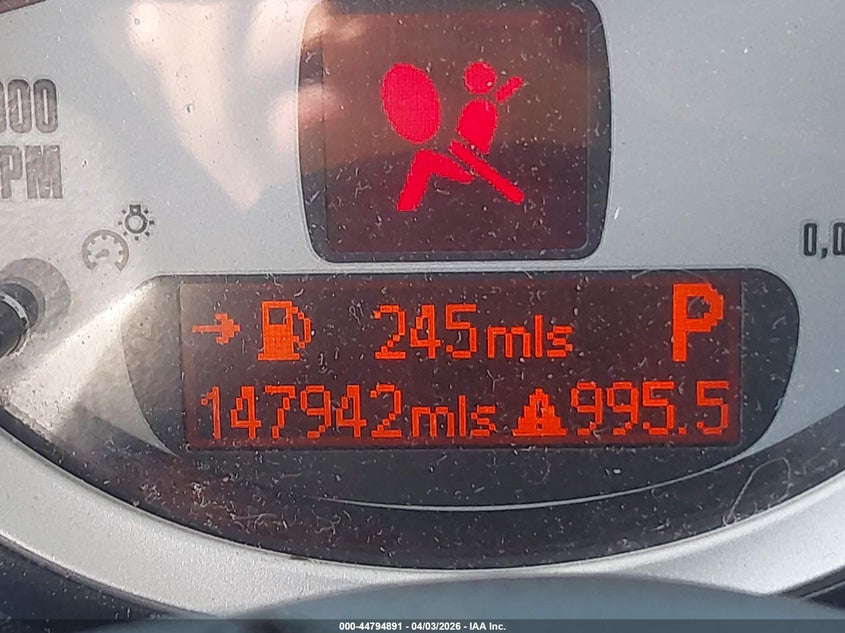 000
PM
0,0
245mls P
147942mls 995.5
000-44794891 - 04/03/2026 - IAA Inc.